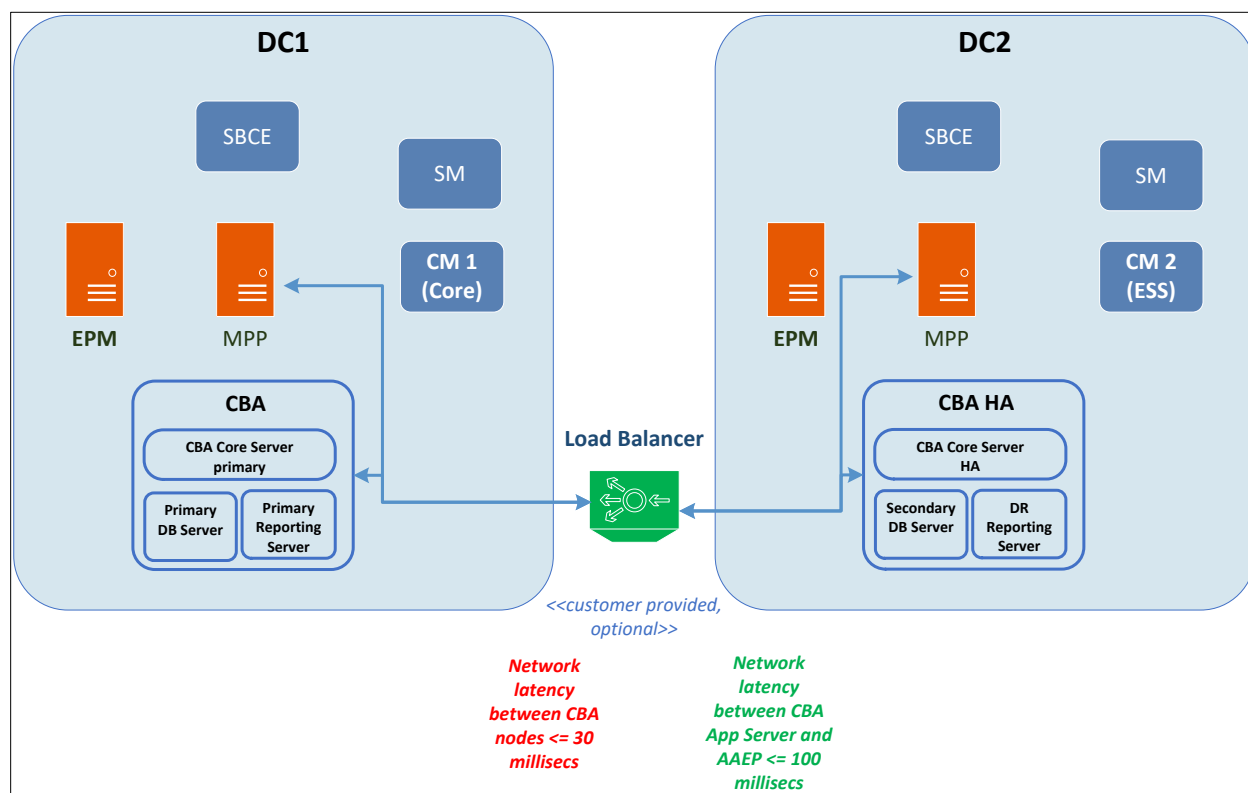 DC1
SBCE
SM
CM 1
(Core)
EPM
MPP
CBA
CBA Core Server
primary
Primary
DB Server
Primary
Reporting
Server
Load Balancer
DC2
SBCE
SM
CM 2
(ESS)
EPM
MPP
CBA HA
CBA Core Server
HA
Secondary
DB Server
DR
Reporting
Server
<<customer provided,
optional>>
Network
latency
between CBA
nodes <= 30
millisecs
Network
latency
between CBA
App Server and
AAEP <= 100
millisecs